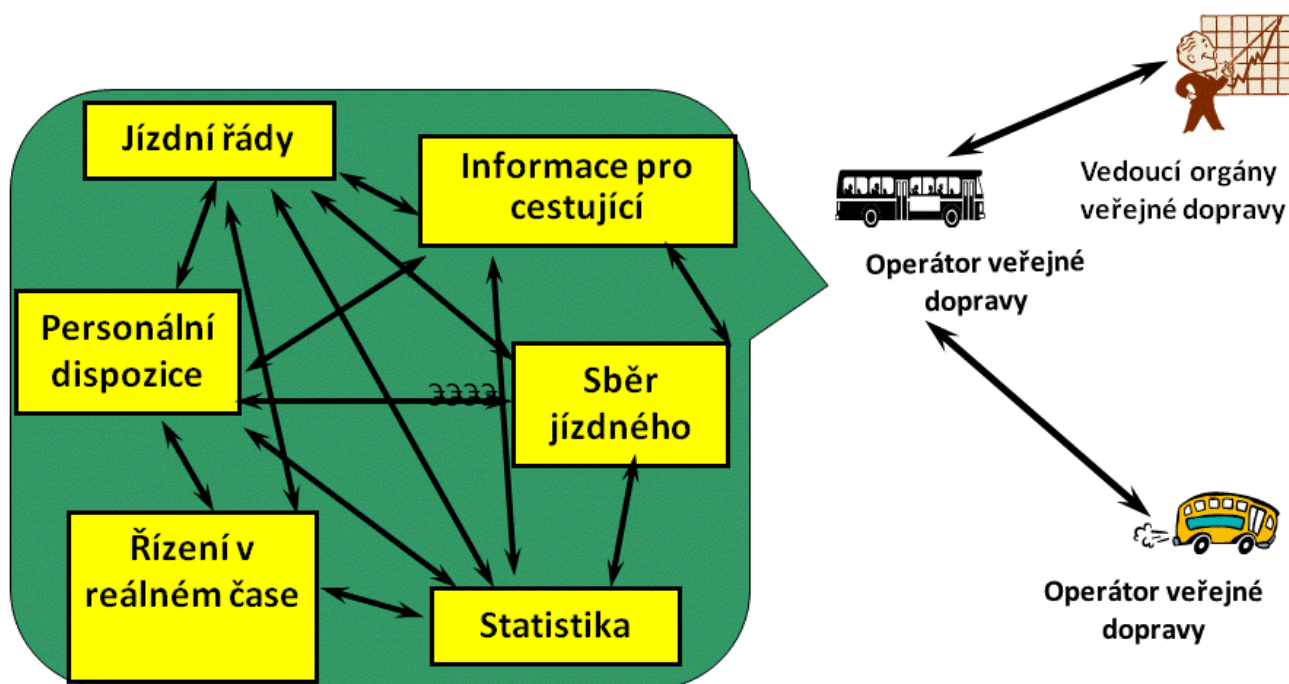 Jízdní řády
Informace pro
cestující
Vedoucí orgány
veřejné dopravy
Operátor veřejné
dopravy
Personální
dispozice
Sběr
jízdného
Řízení v
reálném čase
Statistika
Operátor veřejné
dopravy